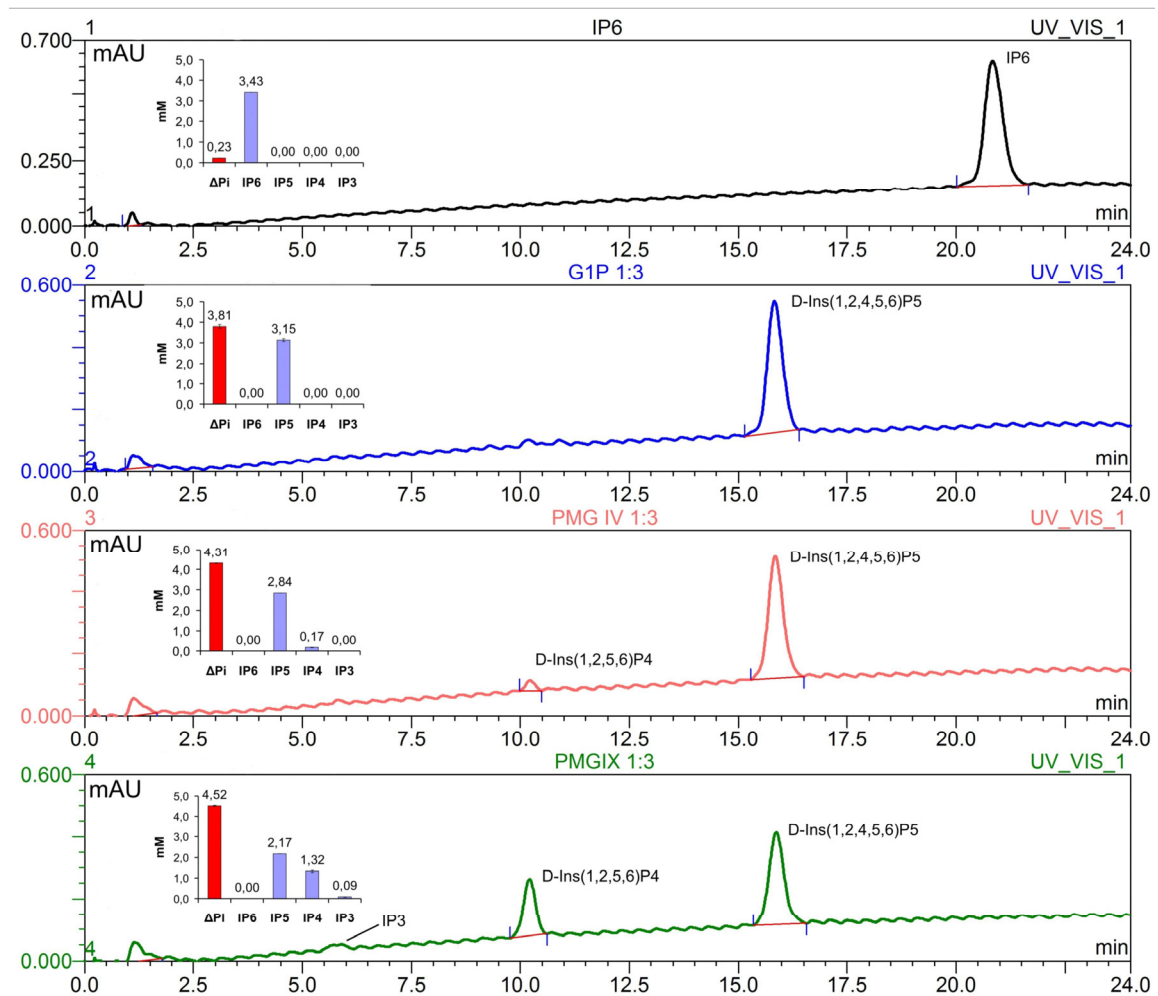 1 IP6 UV_VIS_1
0.700
mAU
IP6
5,0
4,0
3,0
2,0
1,0
0,0
mM
0,23 3,43 0,00 0,00 0,00
ΔPi IP6 IP5 IP4 IP3
0.250
0.000
1
min
0.0 2.5 5.0 7.5 10.0 12.5 15.0 17.5 20.0 24.0
2 G1P 1:3 UV_VIS_1
0.600
mAU
D-Ins(1,2,4,5,6)P5
5,0
4,0
3,0
2,0
1,0
0,0
mM
3,81 0,00 3,15 0,00 0,00
ΔPi IP6 IP5 IP4 IP3
0.000
2
min
0.0 2.5 5.0 7.5 10.0 12.5 15.0 17.5 20.0 24.0
3 PMG IV 1:3 UV_VIS_1
0.600
mAU
D-Ins(1,2,4,5,6)P5
5,0
4,0
3,0
2,0
1,0
0,0
mM
4,31 0,00 2,84 0,17 0,00
ΔPi IP6 IP5 IP4 IP3
D-Ins(1,2,5,6)P4
0.000
min
0.0 2.5 5.0 7.5 10.0 12.5 15.0 17.5 20.0 24.0
4 PMGIX 1:3 UV_VIS_1
0.600
mAU
D-Ins(1,2,4,5,6)P5
5,0
4,0
3,0
2,0
1,0
0,0
mM
4,52 0,00 2,17 1,32 0,09
ΔPi IP6 IP5 IP4 IP3
D-Ins(1,2,5,6)P4
IP3
0.000
4
min
0.0 2.5 5.0 7.5 10.0 12.5 15.0 17.5 20.0 24.0